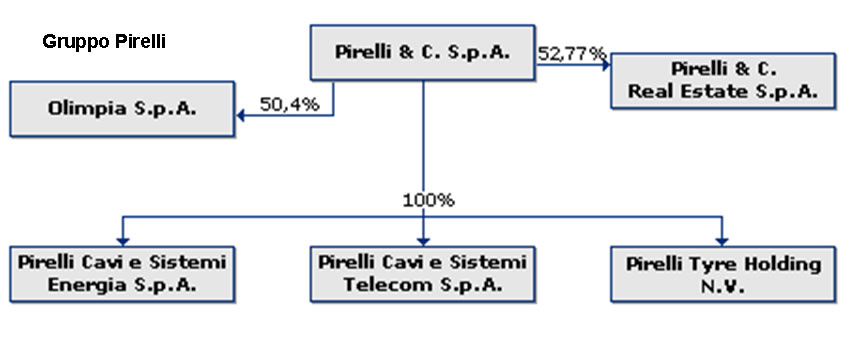 Gruppo Pirelli
Pirelli & C. S.p.A.
52,77%
Pirelli & C.
Real Estate S.p.A.
Olimpia S.p.A.
50,4%
100%
Pirelli Cavi e Sistemi
Energia S.p.A.
Pirelli Cavi e Sistemi
Telecom S.p.A.
Pirelli Tyre Holding
N.V.